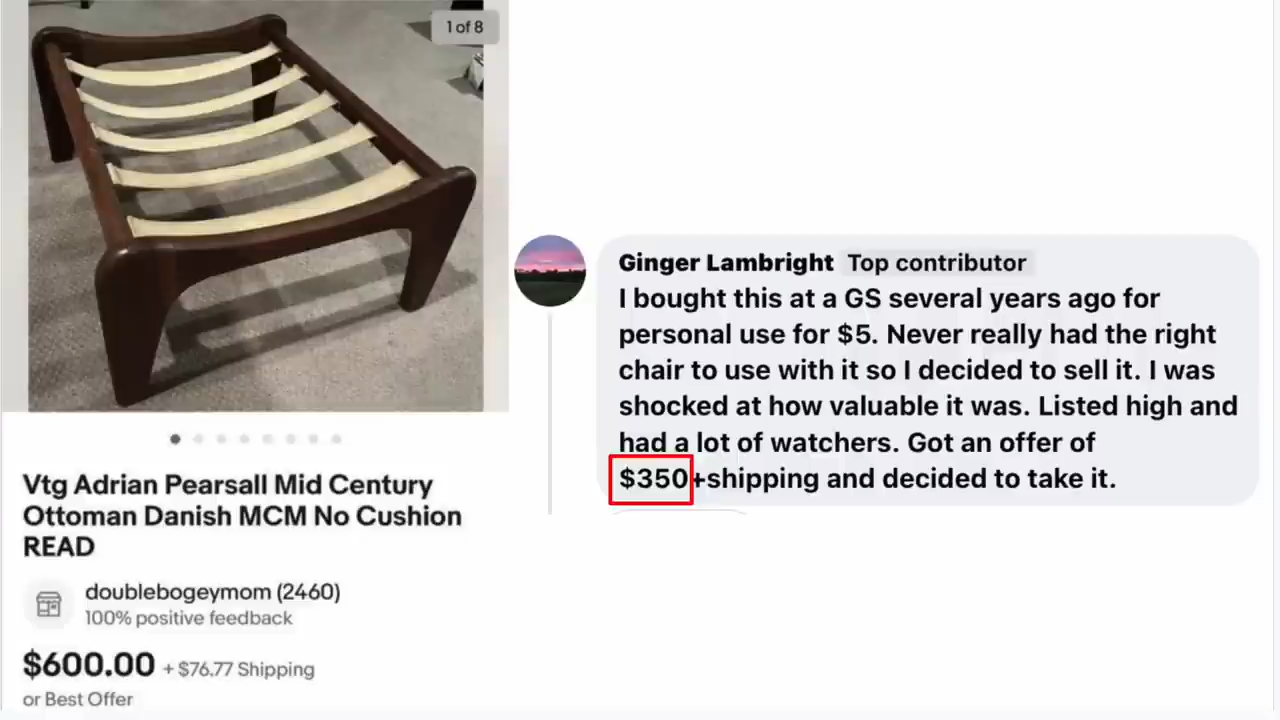 1 of 8
Vtg Adrian Pearsall Mid Century
Ottoman Danish MCM No Cushion
READ
doublebogeymom (2460)
100% positive feedback
$600.00 + $76.77 Shipping
or Best Offer
Ginger Lambright Top contributor
I bought this at a GS several years ago for
personal use for $5. Never really had the right
chair to use with it so I decided to sell it. I was
shocked at how valuable it was. Listed high and
had a lot of watchers. Got an offer of
$350+shipping and decided to take it.